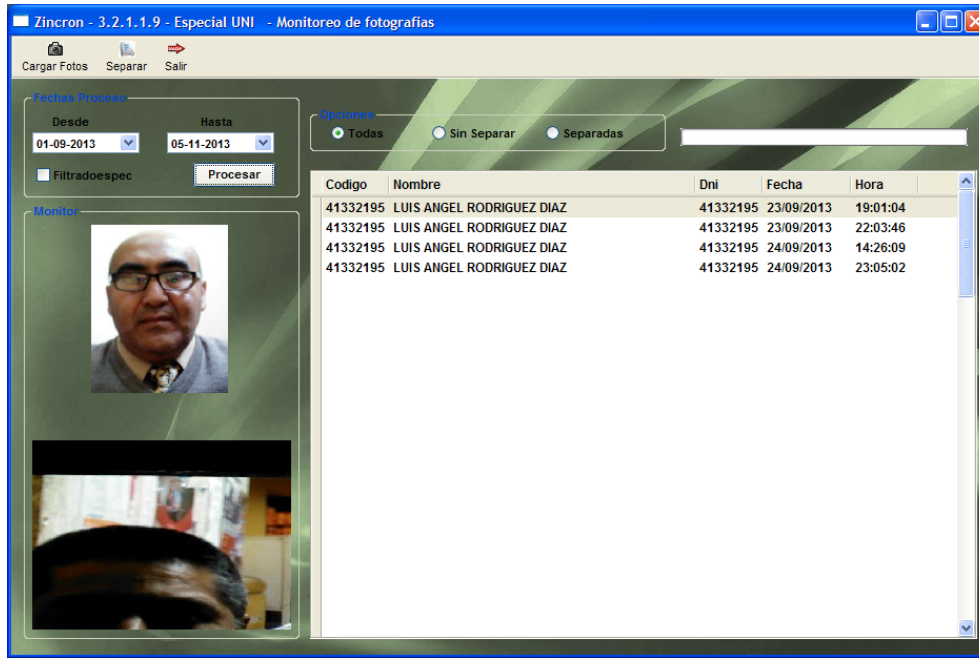 Zincron - 3.2.1.1.9 - Especial UNI - Monitoreo de fotografias
Cargar Fotos Separar Salir
Fechas Proceso
Desde Hasta
01-09-2013 05-11-2013
Filtradoespec Procesar
Opciones
Todas Sin Separar Separadas
Monitor
Codigo Nombre Dni Fecha Hora
41332195 LUIS ANGEL RODRIGUEZ DIAZ 41332195 23/09/2013 19:01:04
41332195 LUIS ANGEL RODRIGUEZ DIAZ 41332195 23/09/2013 22:03:46
41332195 LUIS ANGEL RODRIGUEZ DIAZ 41332195 24/09/2013 14:26:09
41332195 LUIS ANGEL RODRIGUEZ DIAZ 41332195 24/09/2013 23:05:02